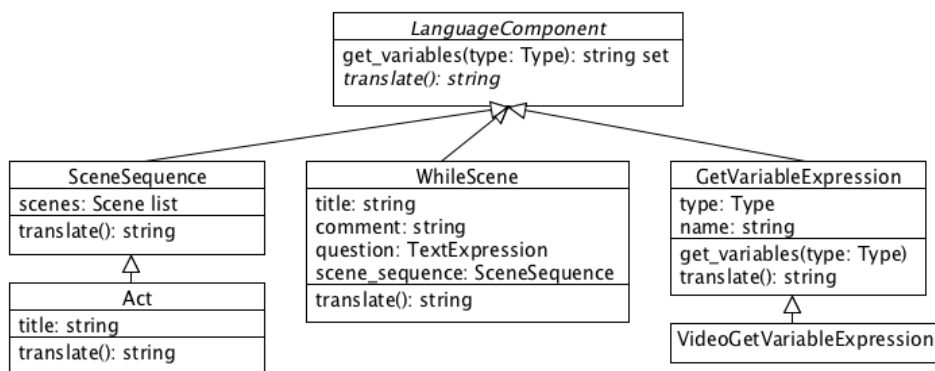 LanguageComponent
get_variables(type: Type): string set
translate(): string
SceneSequence
scenes: Scene list
translate(): string
Act
title: string
translate(): string
WhileScene
title: string
comment: string
question: TextExpression
scene_sequence: SceneSequence
translate(): string
GetVariableExpression
type: Type
name: string
get_variables(type: Type)
translate(): string
VideoGetVariableExpression